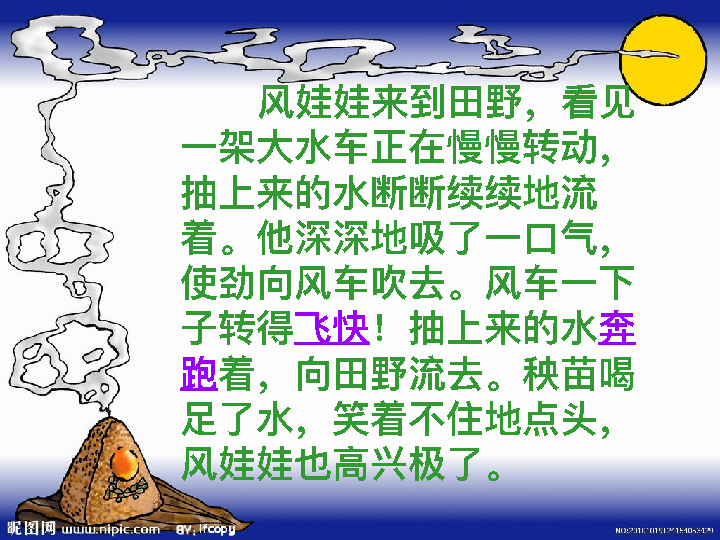 风娃娃来到田野，看见
一架大水车正在慢慢转动，
抽上来的水断断续续地流
着。他深深地吸了一口气，
使劲向风车吹去。风车一下
子转得飞快！抽上来的水奔
跑着，向田野流去。秧苗喝
足了水，笑着不住地点头，
风娃娃也高兴极了。
昵图网 www.nipic.com BY:lfcopy